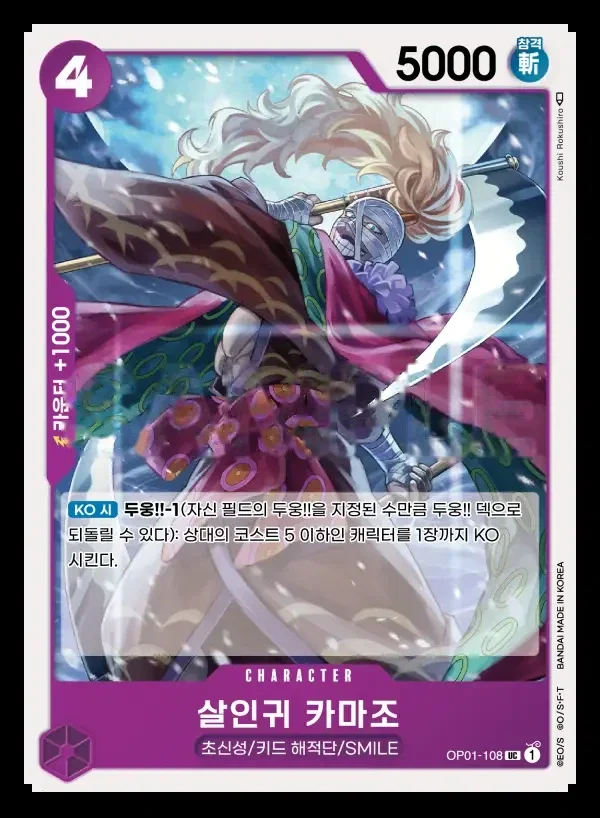 4
5000
참격
斬
Koushi Rokushiro
카운터 +1000
KO 시 두웅!!-1(자신 필드의 두웅!!을 지정된 수만큼 두웅!! 덱으로
되돌릴 수 있다): 상대의 코스트 5 이하인 캐릭터를 1장까지 KO
시킨다.
CHARACTER
살인귀 카마조
초신성/키드 해적단/SMILE
OP01-108 UC 1
©EO/S ©O/S·F·T BANDAI MADE IN KOREA